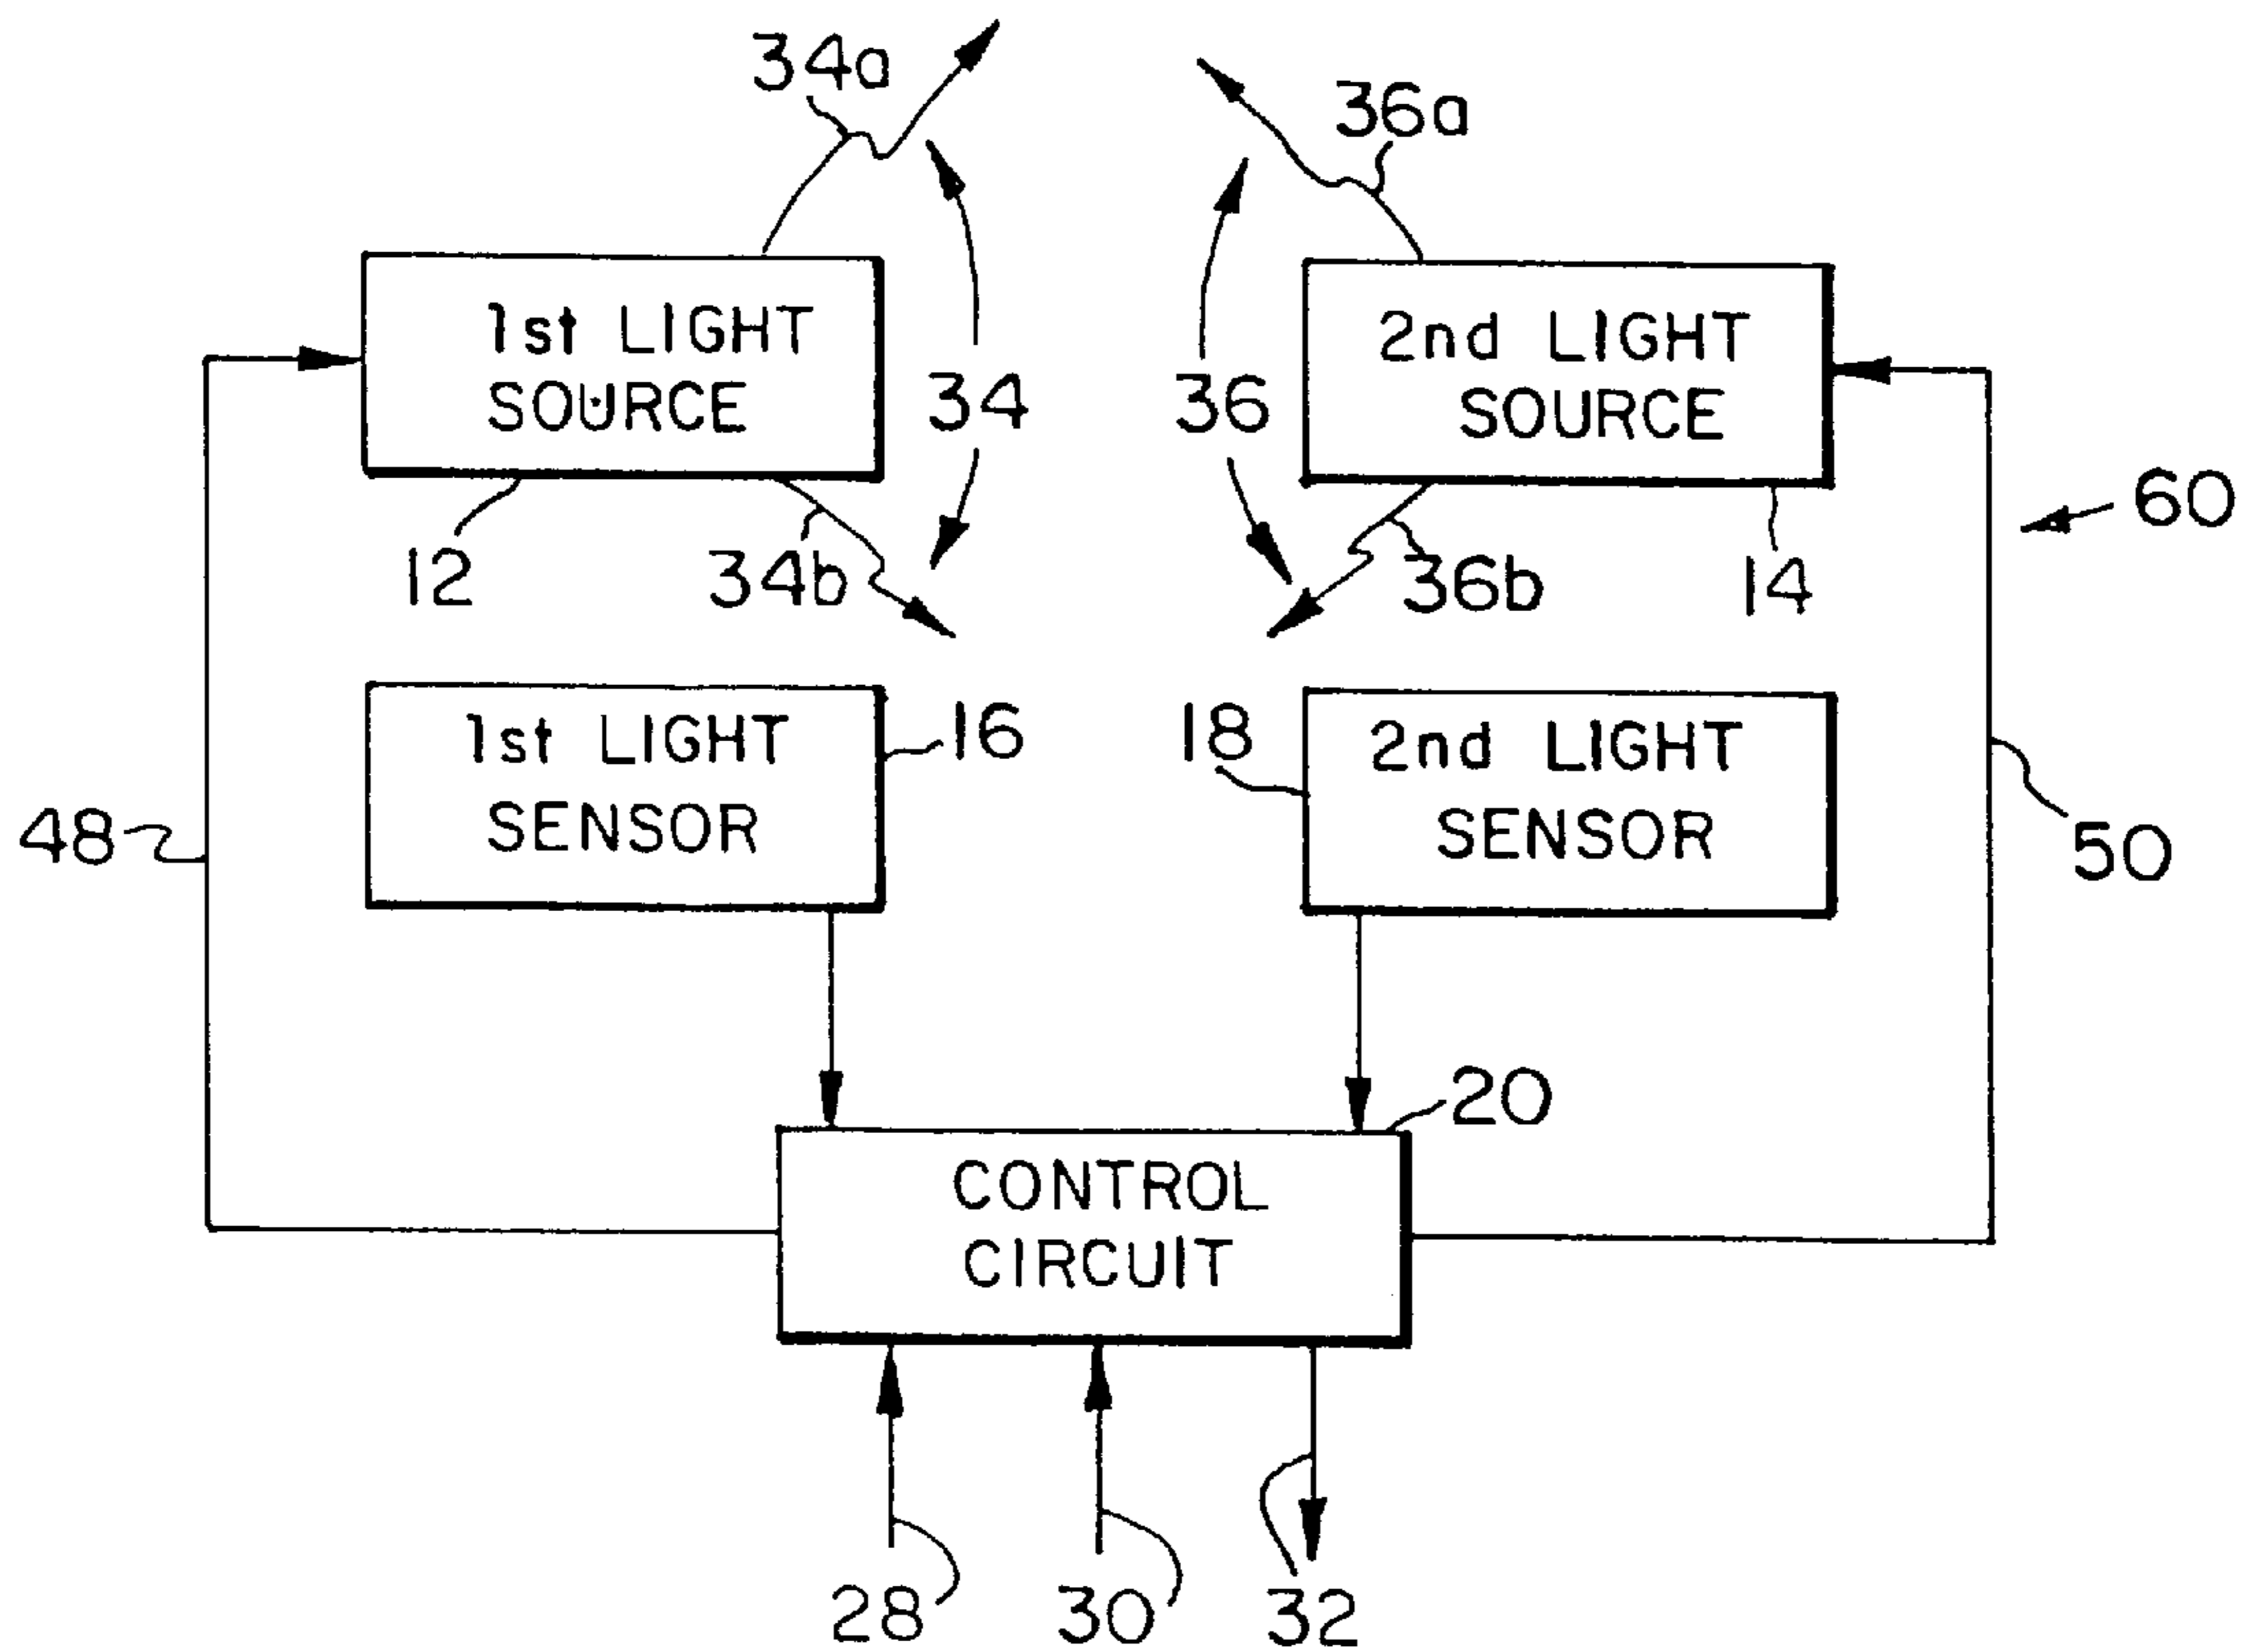 34a
36a
1st LIGHT
SOURCE
34
36
2nd LIGHT
SOURCE
60
12
34b
36b
14
1st LIGHT
SENSOR
16
18
2nd LIGHT
SENSOR
48
50
20
CONTROL
CIRCUIT
28
30
32